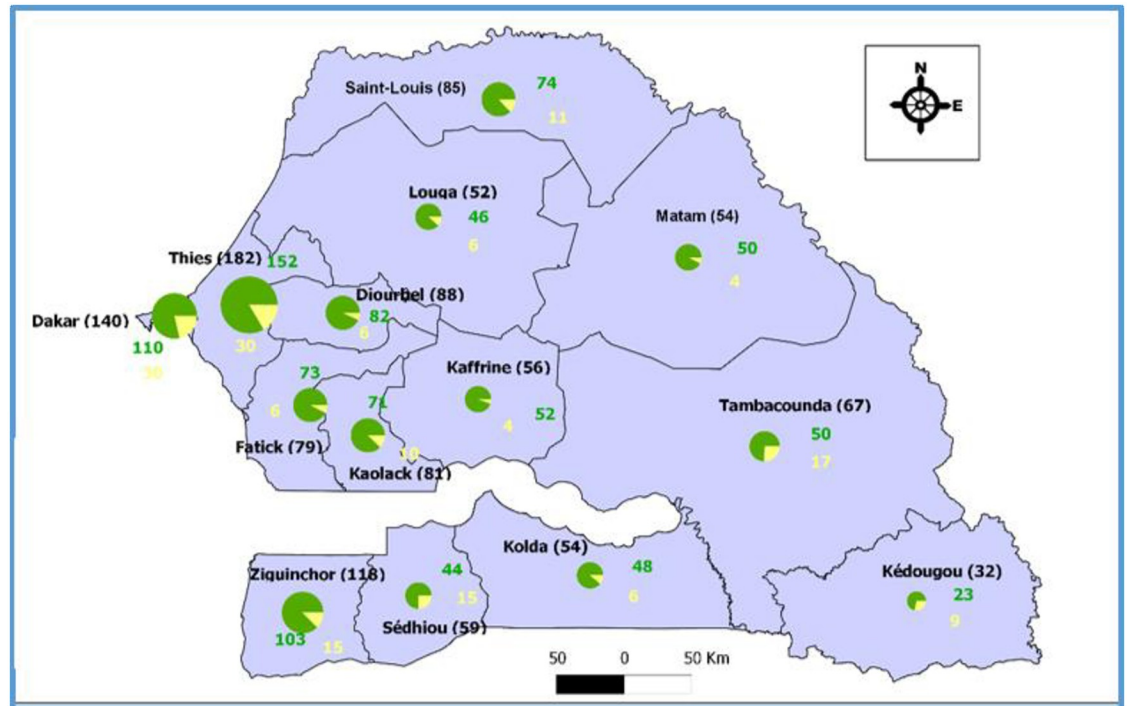 N
E
Saint-Louis (85)
74
11
Louga (52)
46
6
Matam (54)
50
4
Thies (182)
152
30
Diourbel (88)
82
6
Dakar (140)
110
30
Kaffrine (56)
52
4
73
6
Fatick (79)
71
10
Kaolack (81)
Tambacounda (67)
50
17
Kolda (54)
48
6
Ziguinchor (118)
103
15
44
15
Sédhiou (59)
Kédougou (32)
23
9
50 0 50 Km